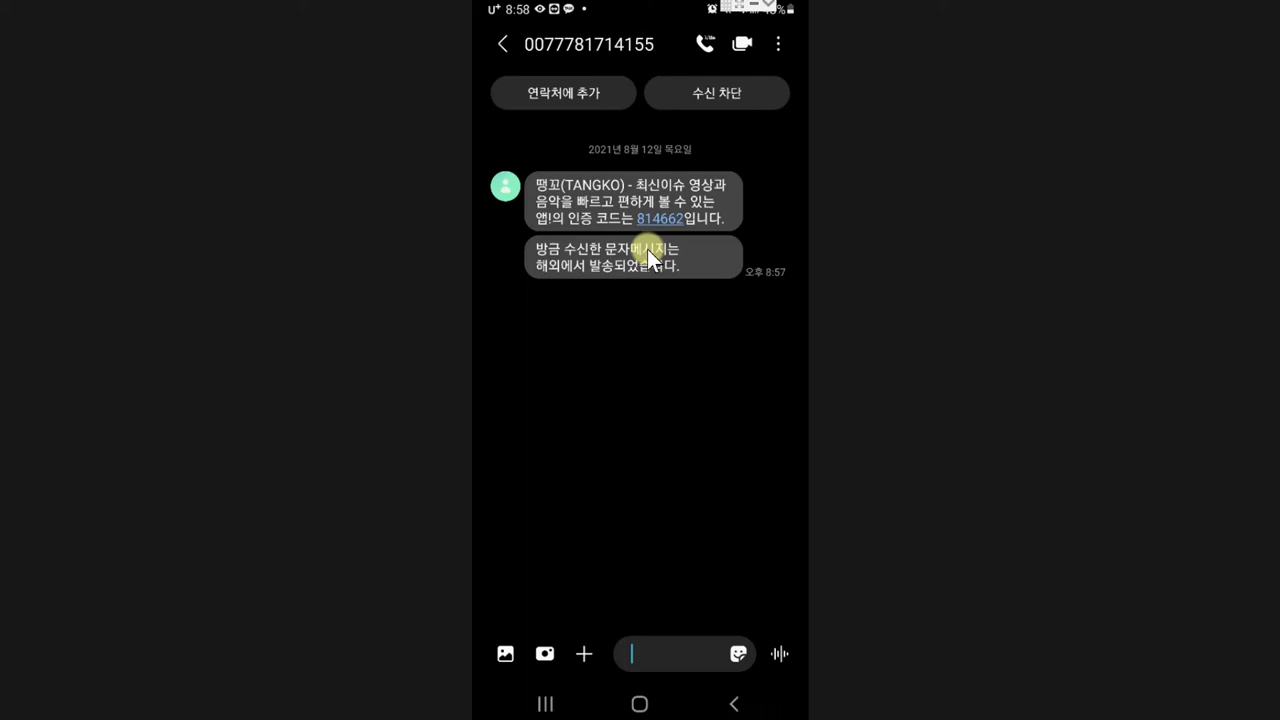 U+ 8:58
0077781714155
연락처에 추가
수신 차단
2021년 8월 12일 목요일
땡꼬(TANGKO) - 최신이슈 영상과
음악을 빠르고 편하게 볼 수 있는
앱!의 인증 코드는 814662입니다.
방금 수신한 문자메시지는
해외에서 발송되었습니다.
오후 8:57